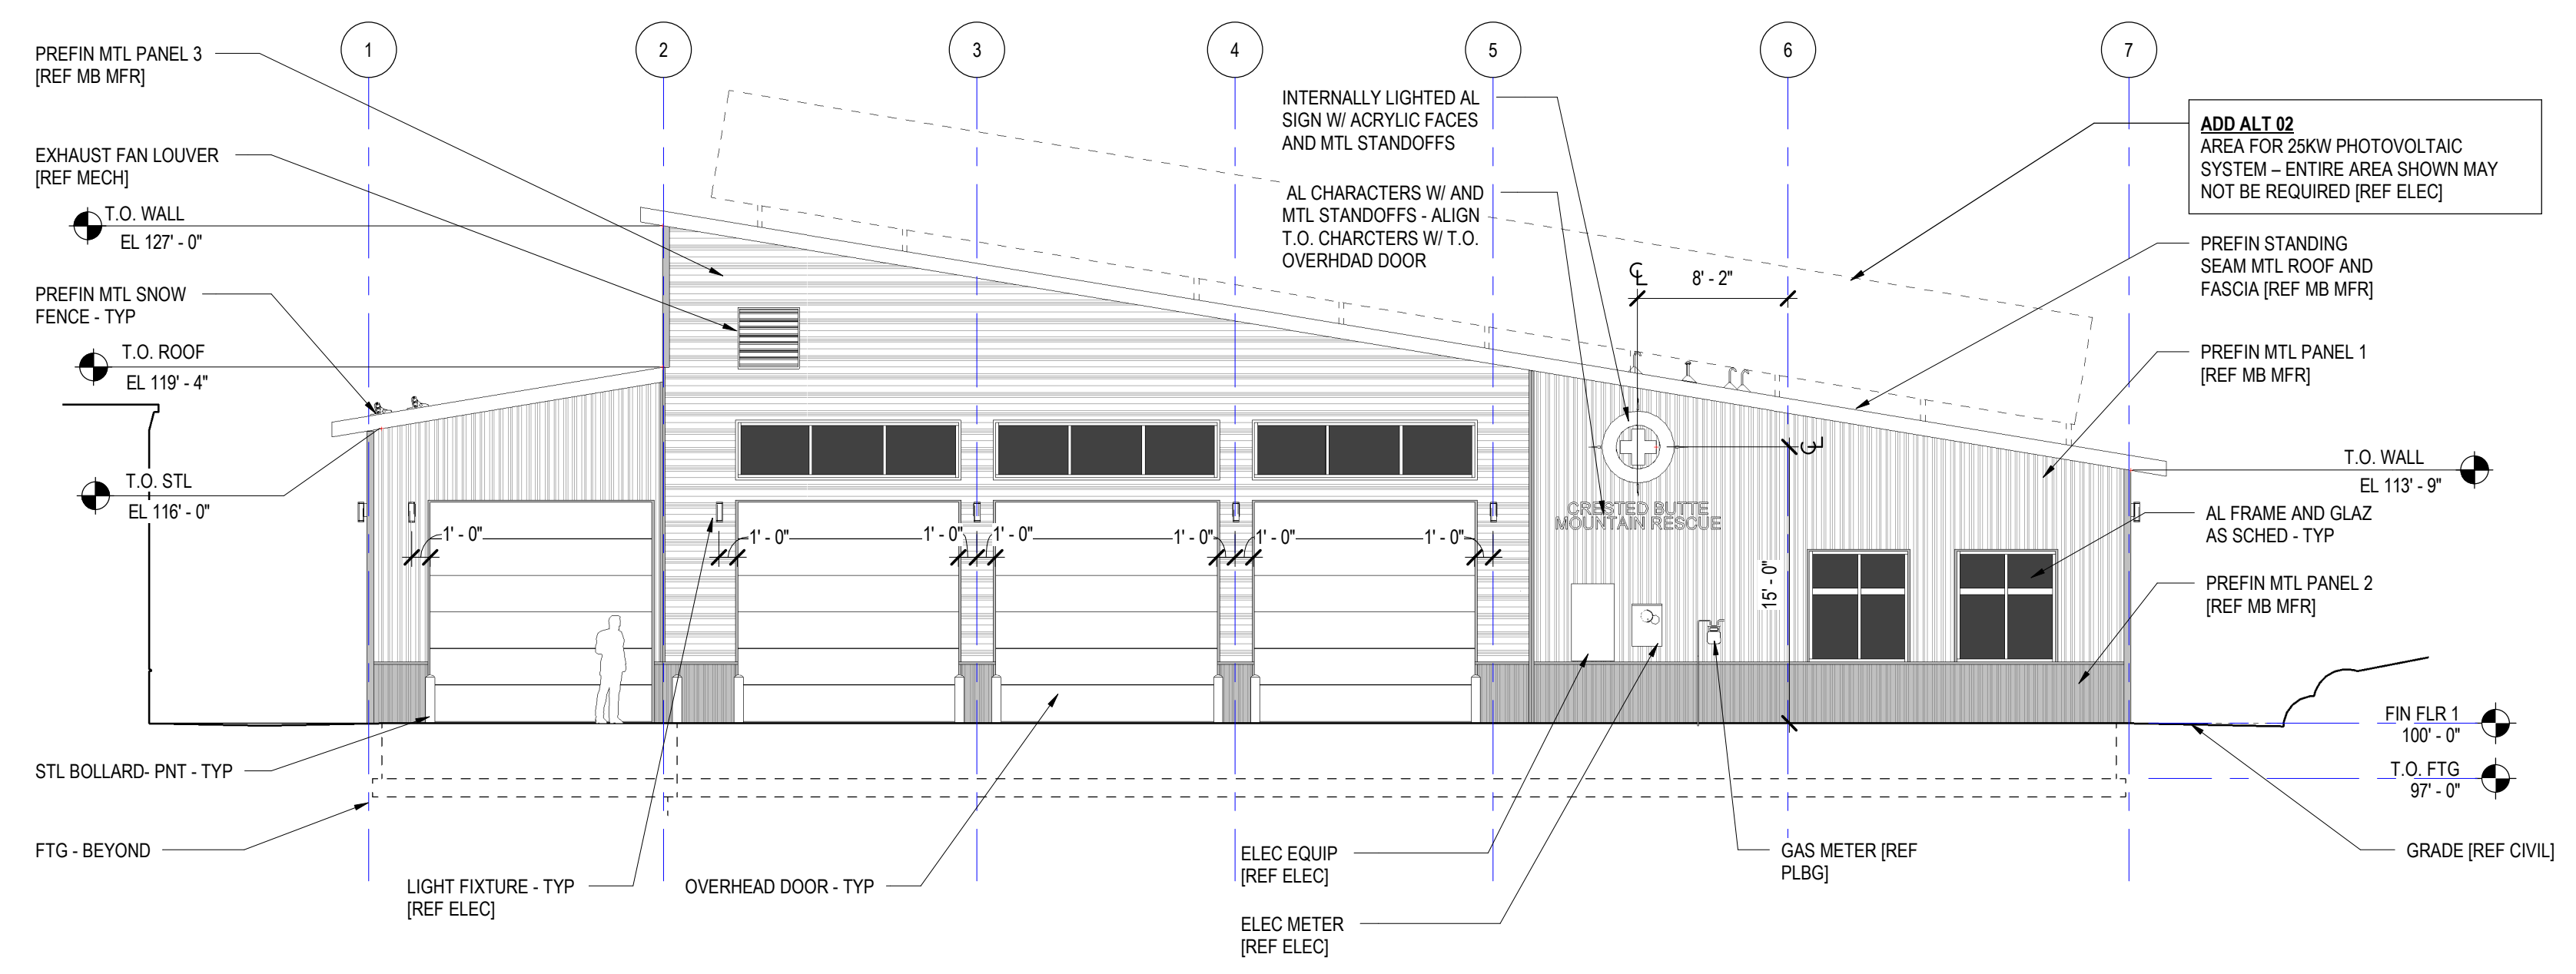 1
2
3
4
5
6
7
PREFIN MTL PANEL 3
[REF MB MFR]
EXHAUST FAN LOUVER
[REF MECH]
T.O. WALL
EL 127' - 0"
PREFIN MTL SNOW
FENCE - TYP
T.O. ROOF
EL 119' - 4"
T.O. STL
EL 116' - 0"
INTERNALLY LIGHTED AL
SIGN W/ ACRYLIC FACES
AND MTL STANDOFFS
AL CHARACTERS W/ AND
MTL STANDOFFS - ALIGN
T.O. CHARCTERS W/ T.O.
OVERHDAD DOOR
CL
8' - 2"
CL
ADD ALT 02
AREA FOR 25KW PHOTOVOLTAIC
SYSTEM – ENTIRE AREA SHOWN MAY
NOT BE REQUIRED [REF ELEC]
PREFIN STANDING
SEAM MTL ROOF AND
FASCIA [REF MB MFR]
PREFIN MTL PANEL 1
[REF MB MFR]
T.O. WALL
EL 113' - 9"
AL FRAME AND GLAZ
AS SCHED - TYP
PREFIN MTL PANEL 2
[REF MB MFR]
CRESTED BUTTE
MOUNTAIN RESCUE
1' - 0"
1' - 0"
1' - 0"
1' - 0"
1' - 0"
1' - 0"
1' - 0"
15' - 0"
FIN FLR 1
100' - 0"
T.O. FTG
97' - 0"
STL BOLLARD- PNT - TYP
FTG - BEYOND
LIGHT FIXTURE - TYP
[REF ELEC]
OVERHEAD DOOR - TYP
ELEC EQUIP
[REF ELEC]
ELEC METER
[REF ELEC]
GAS METER [REF
PLBG]
GRADE [REF CIVIL]